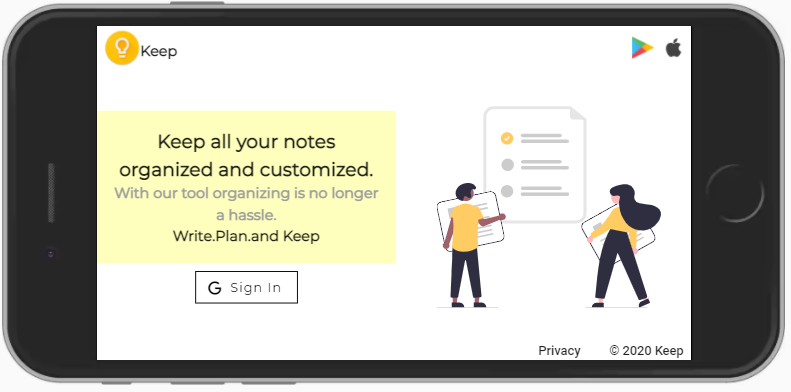 Keep
Keep all your notes
organized and customized.
With our tool organizing is no longer
a hassle.
Write.Plan.and Keep
G Sign In
Privacy © 2020 Keep